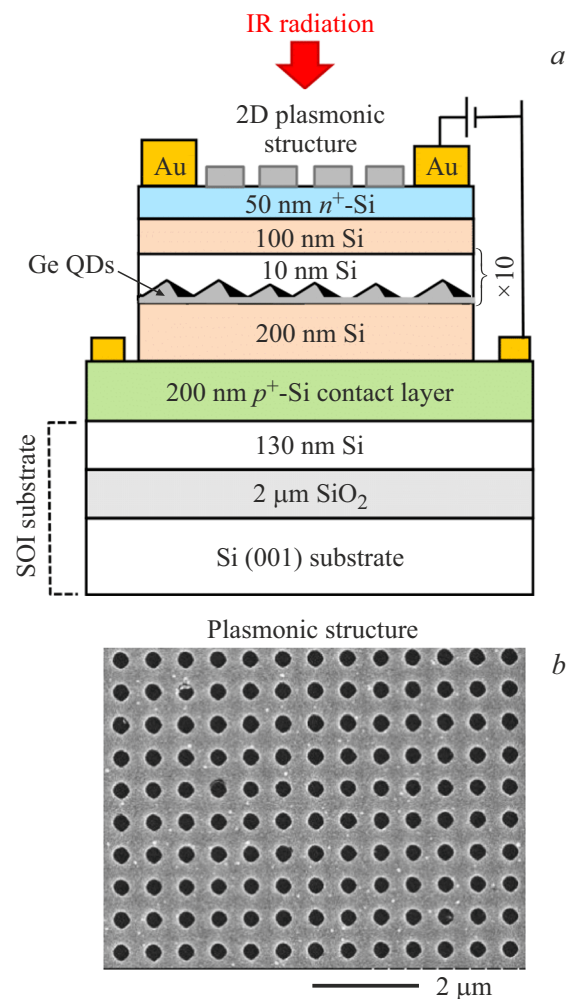 IR radiation
a
2D plasmonic
structure
Au
Au
50 nm n⁺-Si
100 nm Si
Ge QDs
10 nm Si
×10
200 nm Si
200 nm p⁺-Si contact layer
SOI substrate
130 nm Si
2 μm SiO₂
Si (001) substrate
Plasmonic structure
b
2 μm